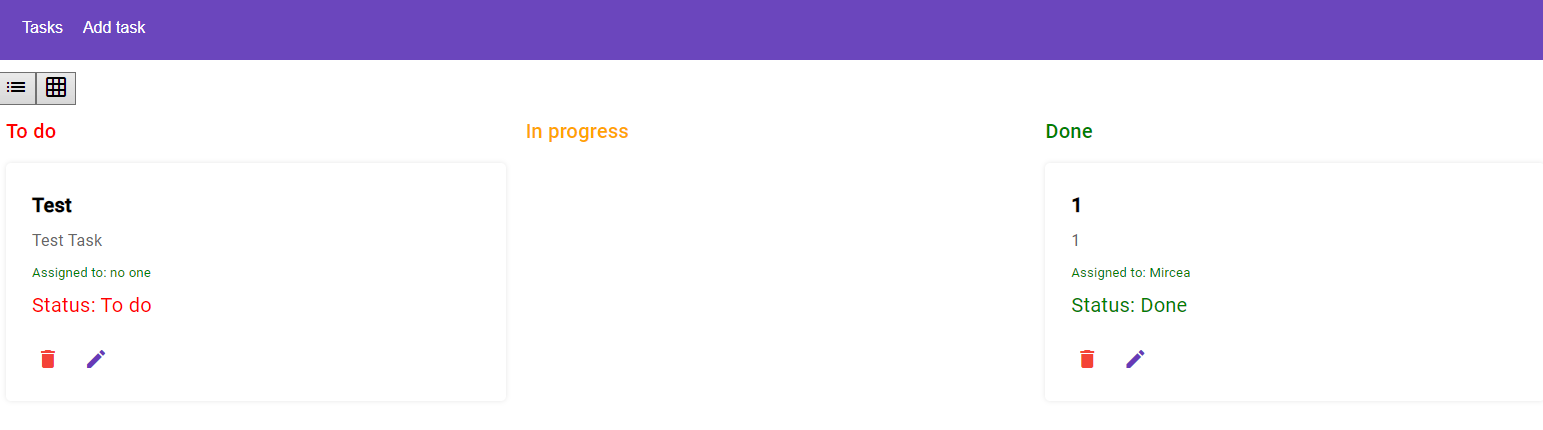 Tasks Add task
To do
In progress
Done
Test
Test Task
Assigned to: no one
Status: To do
1
1
Assigned to: Mircea
Status: Done